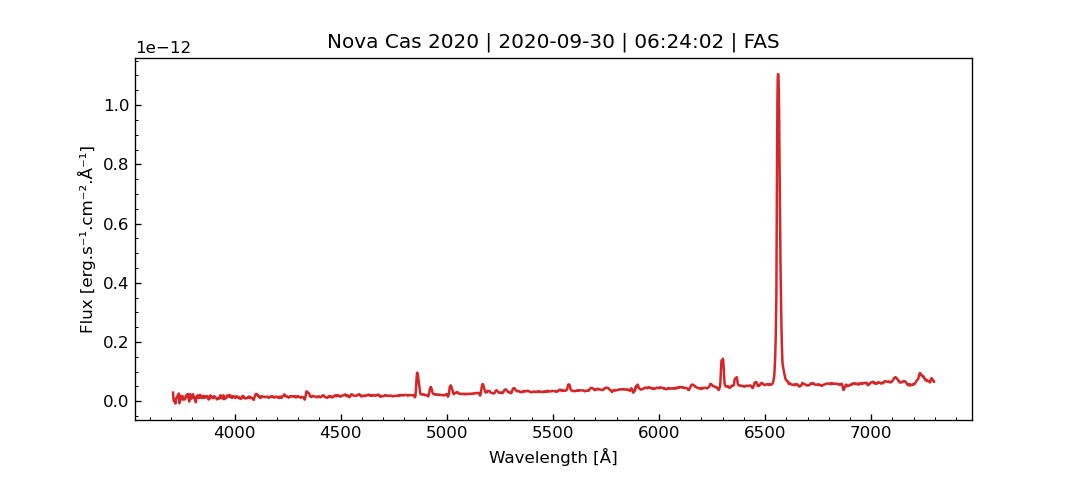 Nova Cas 2020 | 2020-09-30 | 06:24:02 | FAS
1e−12
1.0
0.8
0.6
0.4
0.2
0.0
Flux [erg.s⁻¹.cm⁻².Å⁻¹]
4000 4500 5000 5500 6000 6500 7000
Wavelength [Å]